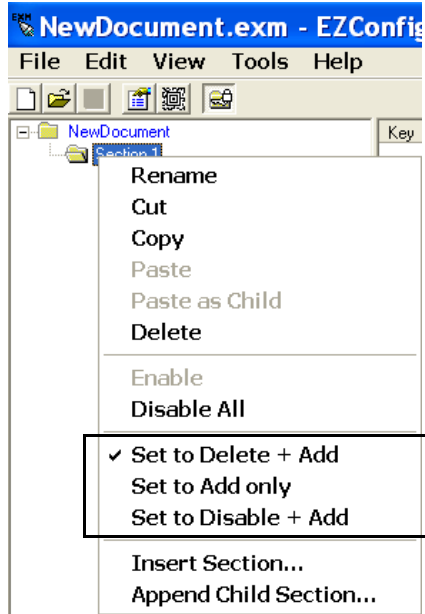 NewDocument.exm - EZConfig
File Edit View Tools Help
NewDocument
Key
Section 1
Rename
Cut
Copy
Paste
Paste as Child
Delete
Enable
Disable All
✓ Set to Delete + Add
Set to Add only
Set to Disable + Add
Insert Section...
Append Child Section...